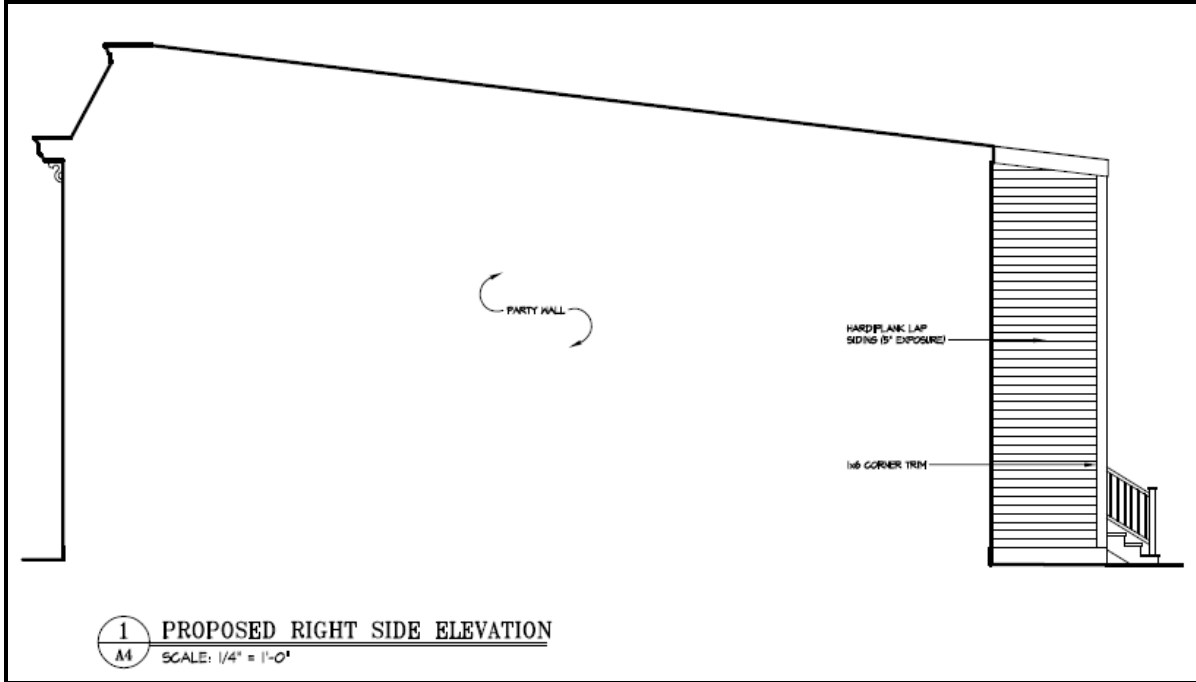 PARTY WALL
HARDIPLANK LAP
SIDING (5" EXPOSURE)
1x6 CORNER TRIM
1
A4
PROPOSED RIGHT SIDE ELEVATION
SCALE: 1/4" = 1'-0"